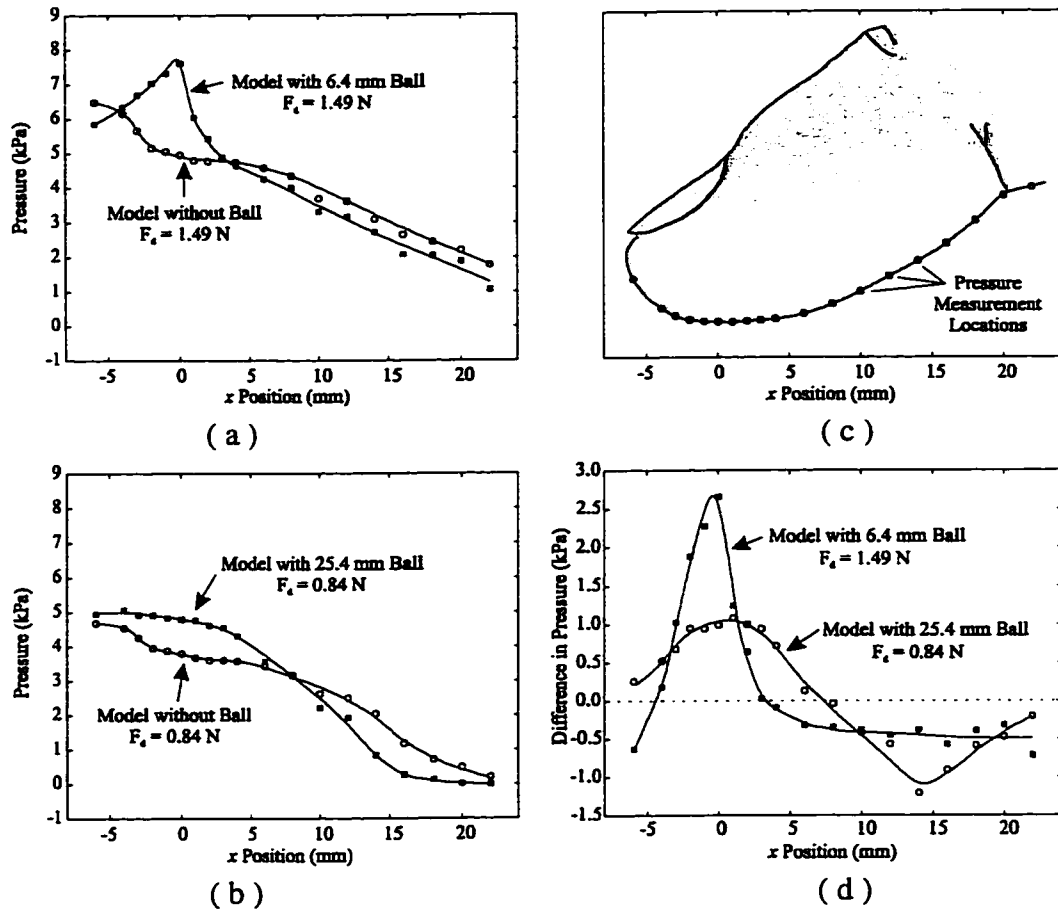 9
8
7
6
5
4
3
2
1
0
-1
Pressure (kPa)
Model with 6.4 mm Ball
F_d = 1.49 N
Model without Ball
F_d = 1.49 N
-5 0 5 10 15 20
x Position (mm)
( a )
Pressure
Measurement
Locations
-5 0 5 10 15 20
x Position (mm)
( c )
9
8
7
6
5
4
3
2
1
0
-1
Pressure (kPa)
Model with 25.4 mm Ball
F_d = 0.84 N
Model without Ball
F_d = 0.84 N
-5 0 5 10 15 20
x Position (mm)
( b )
3.0
2.5
2.0
1.5
1.0
0.5
0.0
-0.5
-1.0
-1.5
Difference in Pressure (kPa)
Model with 6.4 mm Ball
F_d = 1.49 N
Model with 25.4 mm Ball
F_d = 0.84 N
-5 0 5 10 15 20
x Position (mm)
( d )